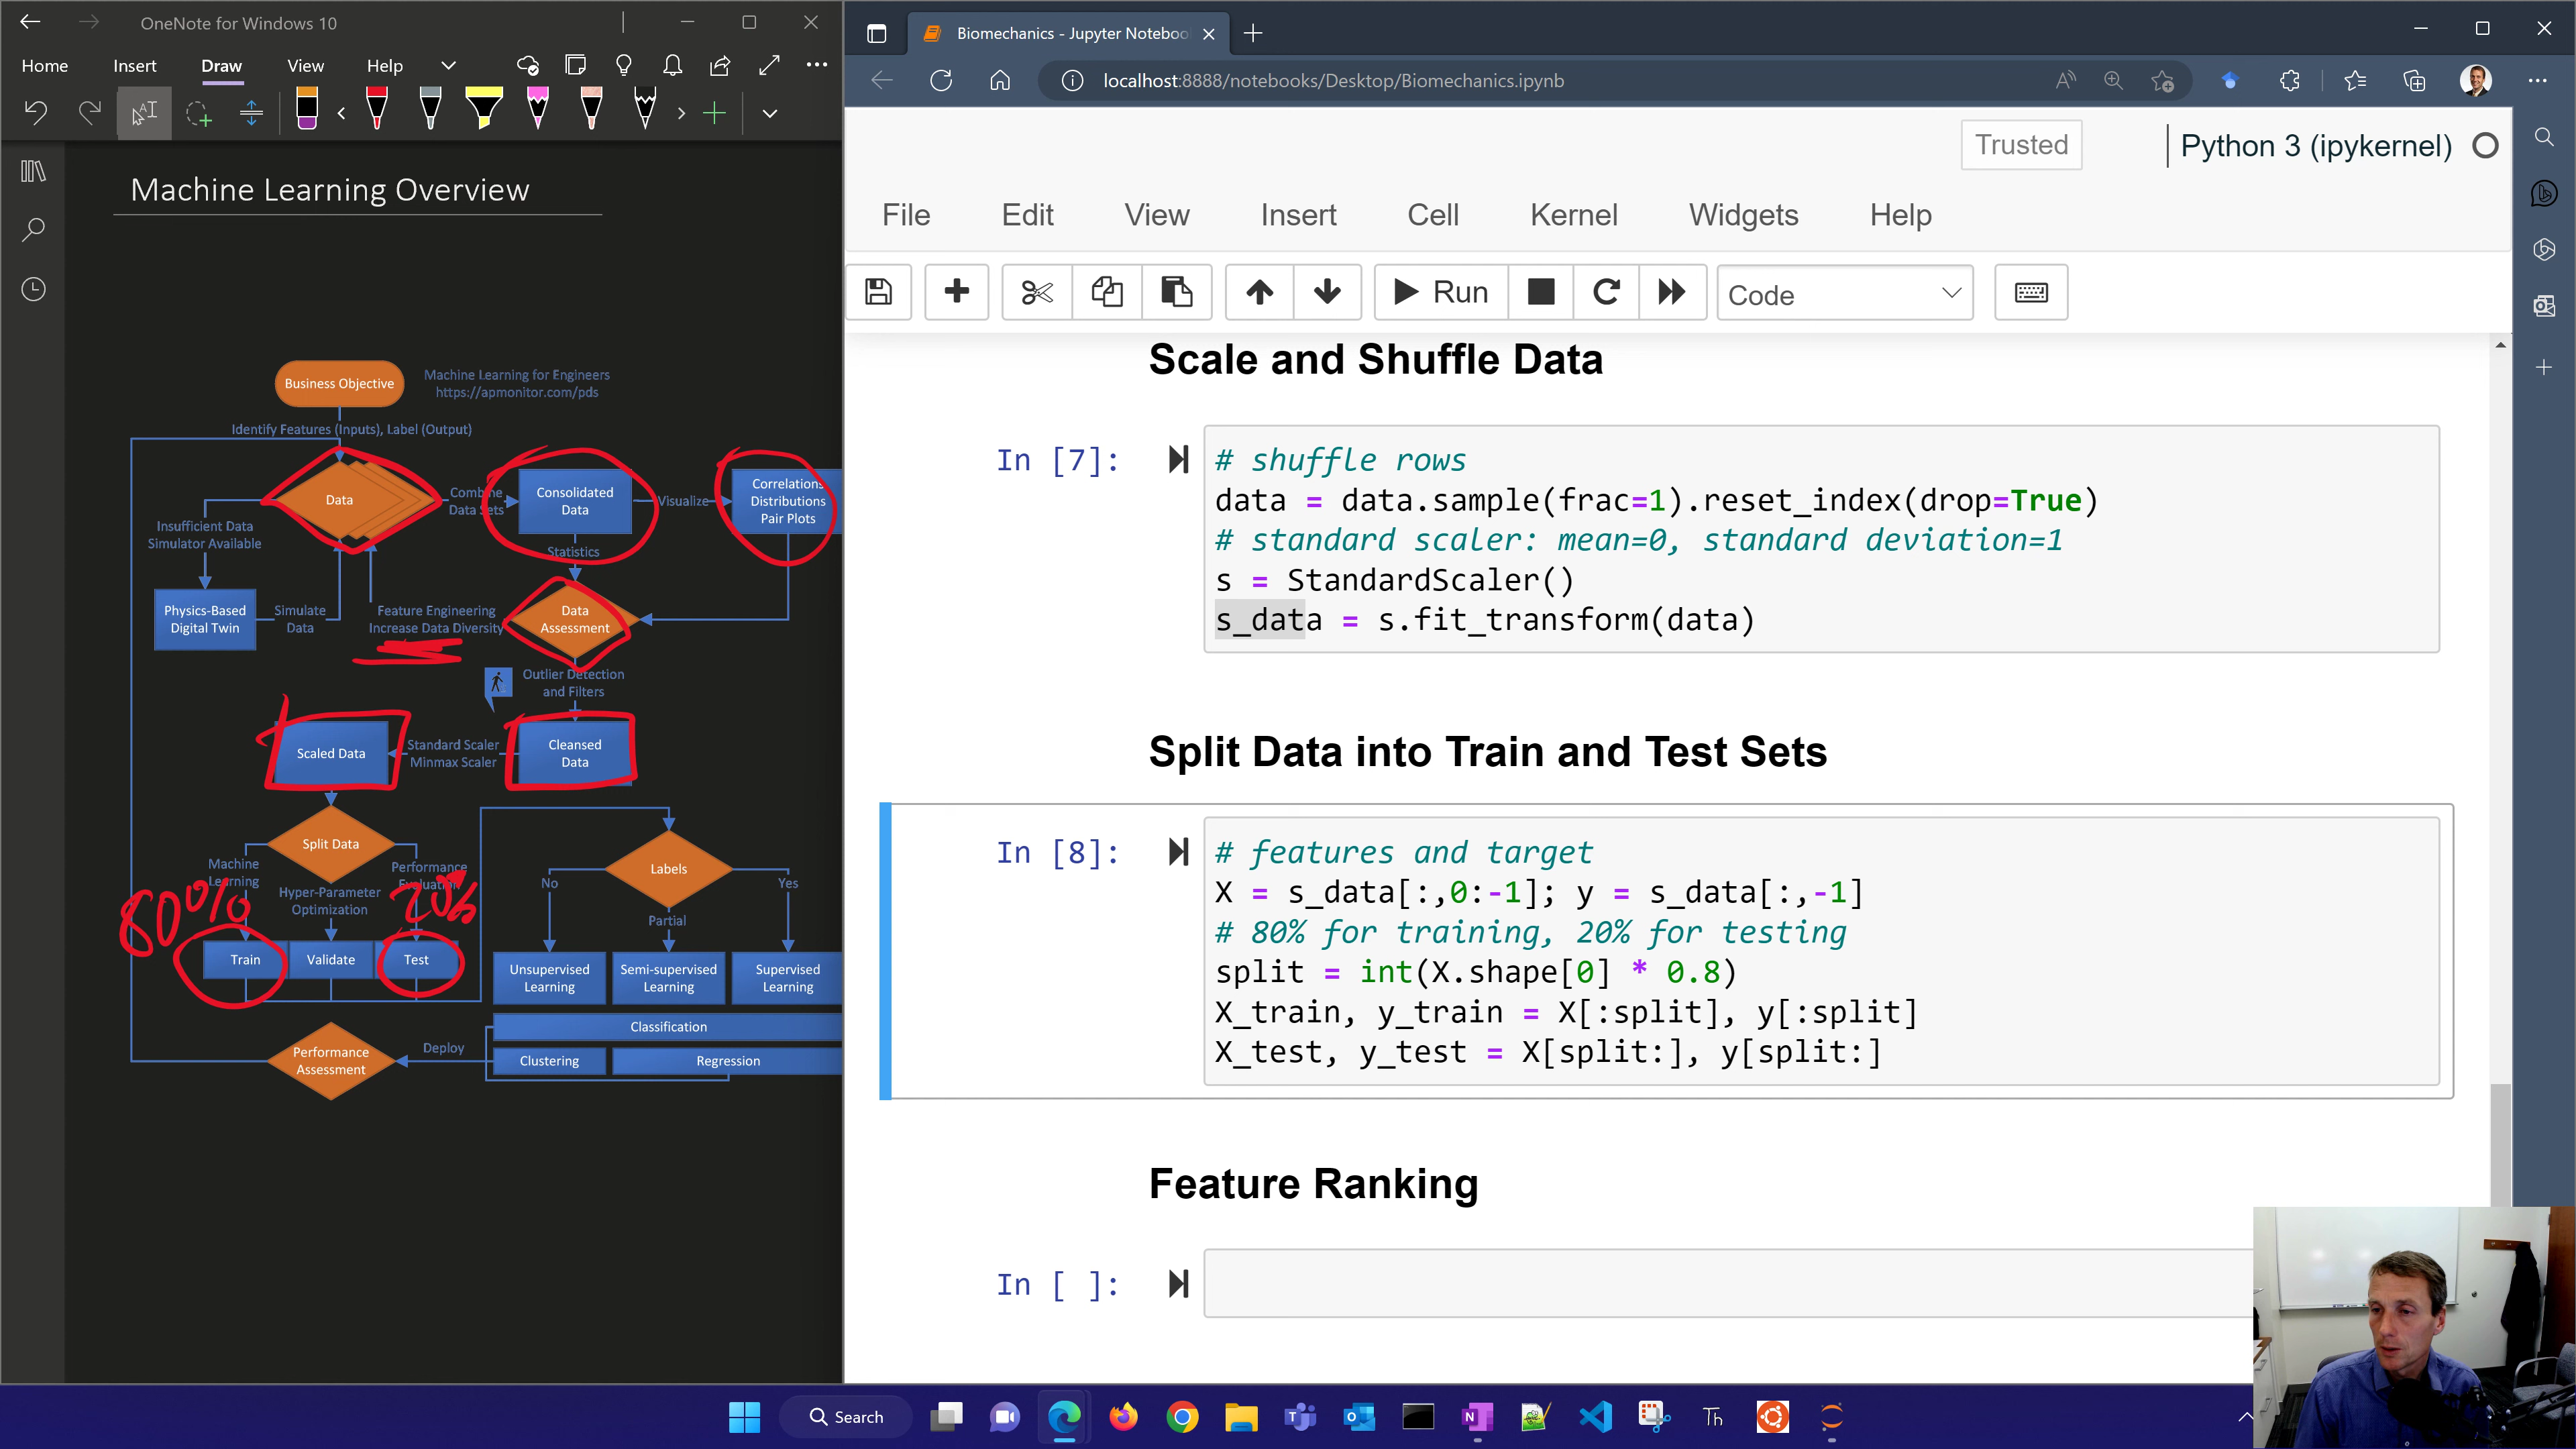 OneNote for Windows 10
Home Insert Draw View Help
Machine Learning Overview
Business Objective
Machine Learning for Engineers
https://apmonitor.com/pds
Identify Features (Inputs), Label (Output)
Data
Combine
Data Sets
Consolidated
Data
Visualize
Correlations
Distributions
Pair Plots
Insufficient Data
Simulator Available
Statistics
Physics-Based
Digital Twin
Simulate
Data
Feature Engineering
Increase Data Diversity
Data
Assessment
Outlier Detection
and Filters
Scaled Data
Standard Scaler
Minmax Scaler
Cleansed
Data
Split Data
Machine
Learning
Performance
Evaluation
Hyper-Parameter
Optimization
80%
20%
Train
Validate
Test
Labels
No
Yes
Partial
Unsupervised
Learning
Semi-supervised
Learning
Supervised
Learning
Classification
Clustering
Regression
Deploy
Performance
Assessment
Biomechanics - Jupyter Noteboo
localhost:8888/notebooks/Desktop/Biomechanics.ipynb
Trusted
Python 3 (ipykernel)
File Edit View Insert Cell Kernel Widgets Help
Run
Code
Scale and Shuffle Data
In [7]:
# shuffle rows
data = data.sample(frac=1).reset_index(drop=True)
# standard scaler: mean=0, standard deviation=1
s = StandardScaler()
s_data = s.fit_transform(data)
Split Data into Train and Test Sets
In [8]:
# features and target
X = s_data[:,0:-1]; y = s_data[:,-1]
# 80% for training, 20% for testing
split = int(X.shape[0] * 0.8)
X_train, y_train = X[:split], y[:split]
X_test, y_test = X[split:], y[split:]
Feature Ranking
In [ ]:
Search
Th